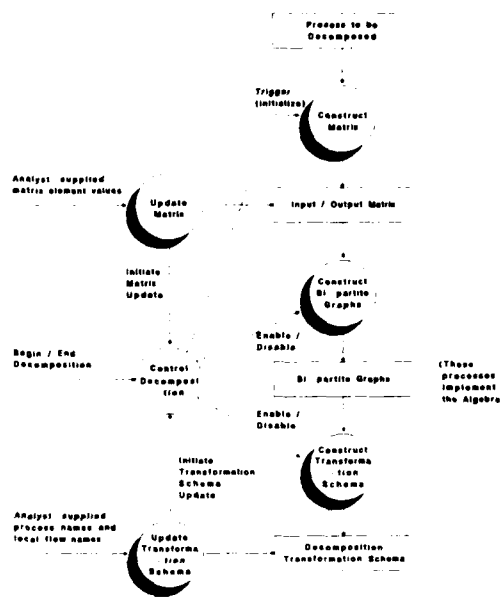 Process to be
Decomposed
Trigger
(initialize)
Construct
Matrix
Analyst supplied
matrix element values
Update
Matrix
Input / Output Matrix
Initiate
Matrix
Update
Construct
Bi partite
Graphs
Enable /
Disable
Begin / End
Decomposition
Control
Decomposi
tion
Bi partite Graphs
(These
processes
implement
the Algebra
Enable /
Disable
Construct
Transforma
tion
Schema
Initiate
Transformation
Schema
Update
Analyst supplied
process names and
local flow names
Update
Transforma
tion
Schema
Decomposition
Transformation Schema